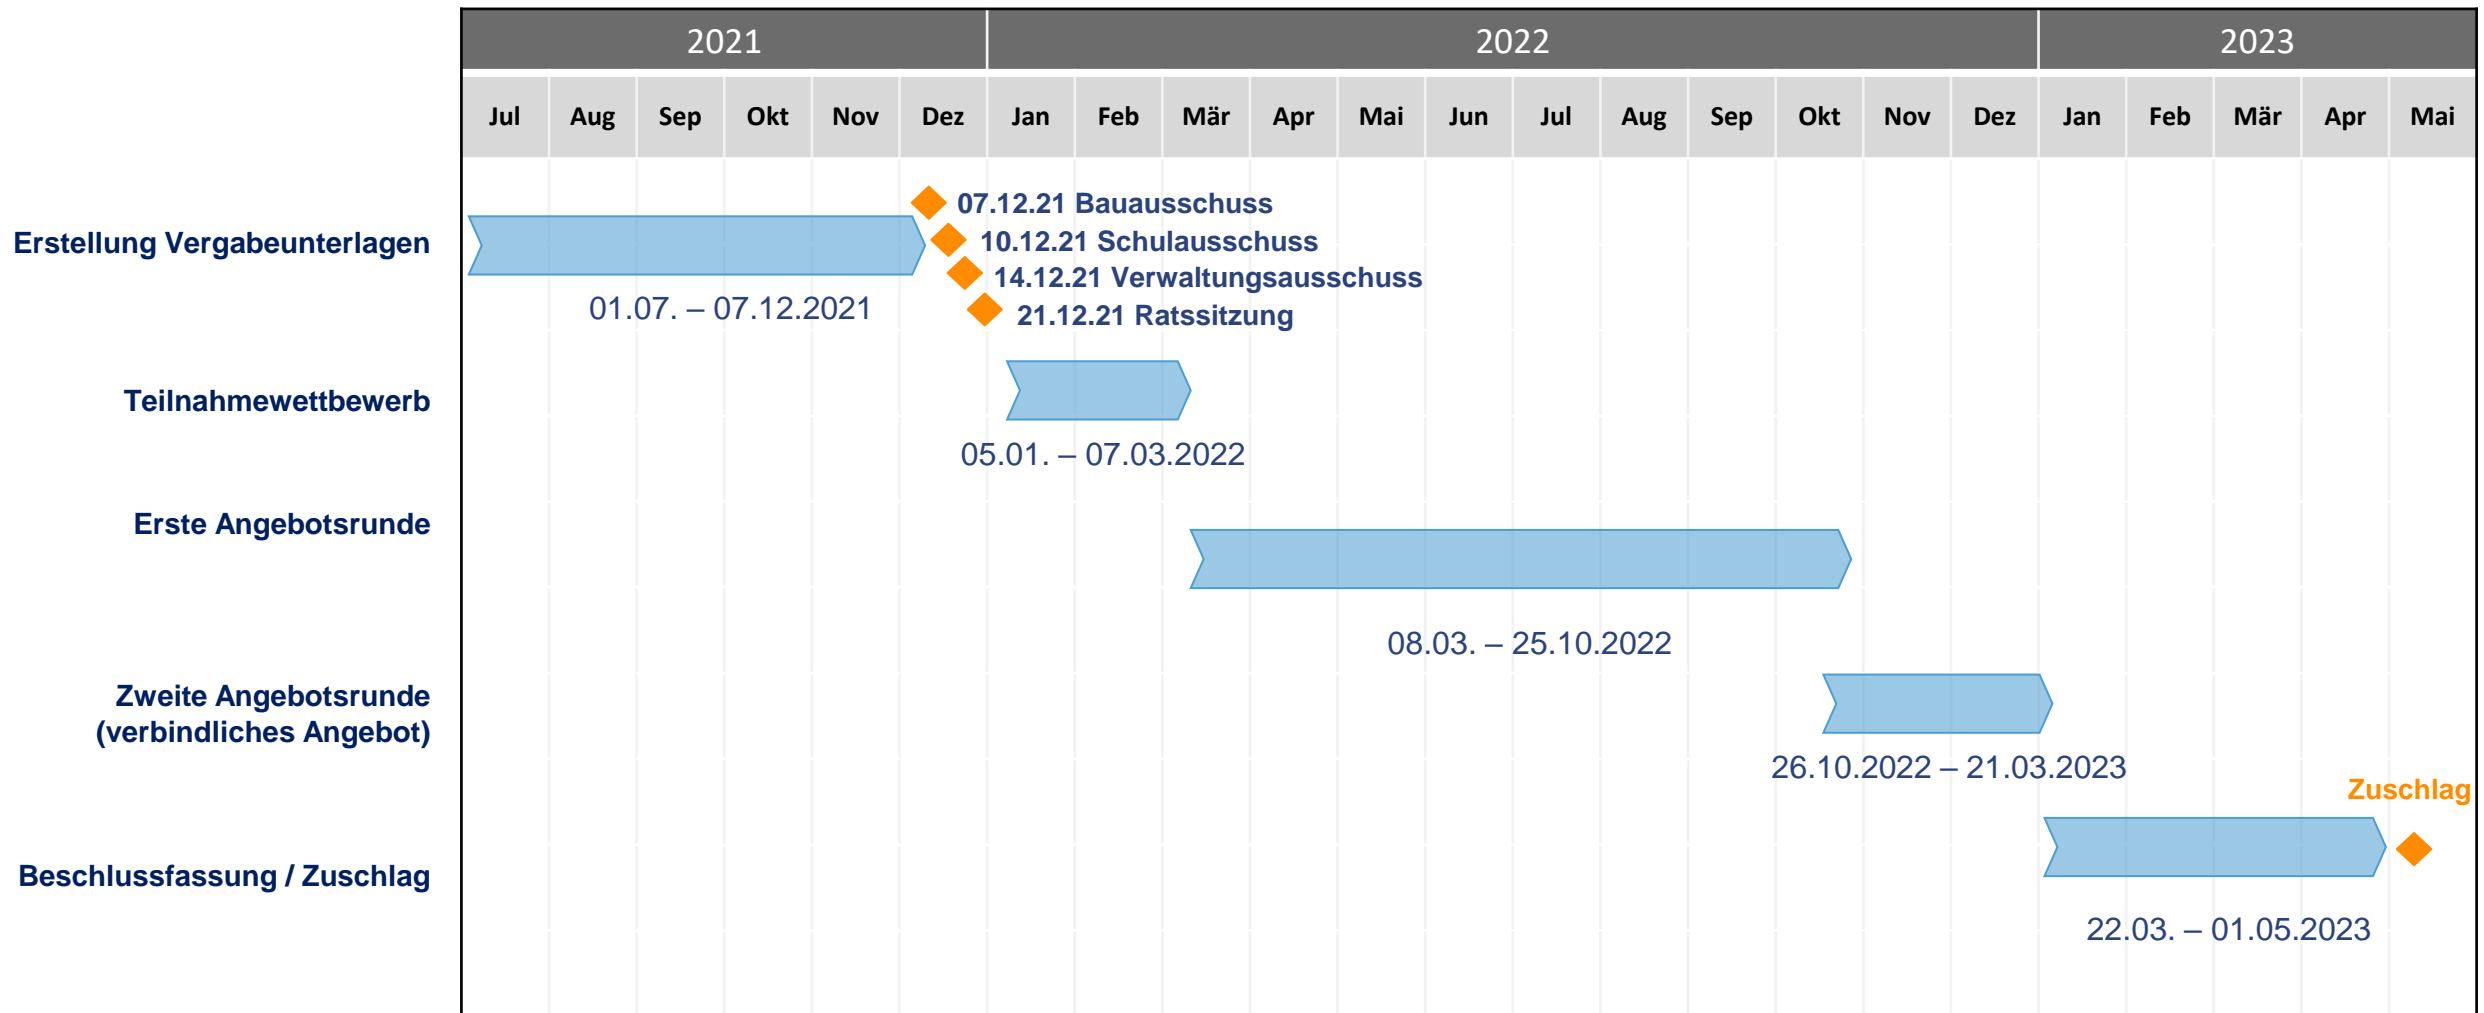 2021 2022 2023
Jul Aug Sep Okt Nov Dez Jan Feb Mär Apr Mai Jun Jul Aug Sep Okt Nov Dez Jan Feb Mär Apr Mai
Erstellung Vergabeunterlagen
07.12.21 Bauausschuss
10.12.21 Schulausschuss
14.12.21 Verwaltungsausschuss
21.12.21 Ratssitzung
01.07. – 07.12.2021
Teilnahmewettbewerb
05.01. – 07.03.2022
Erste Angebotsrunde
08.03. – 25.10.2022
Zweite Angebotsrunde
(verbindliches Angebot)
26.10.2022 – 21.03.2023
Zuschlag
Beschlussfassung / Zuschlag
22.03. – 01.05.2023